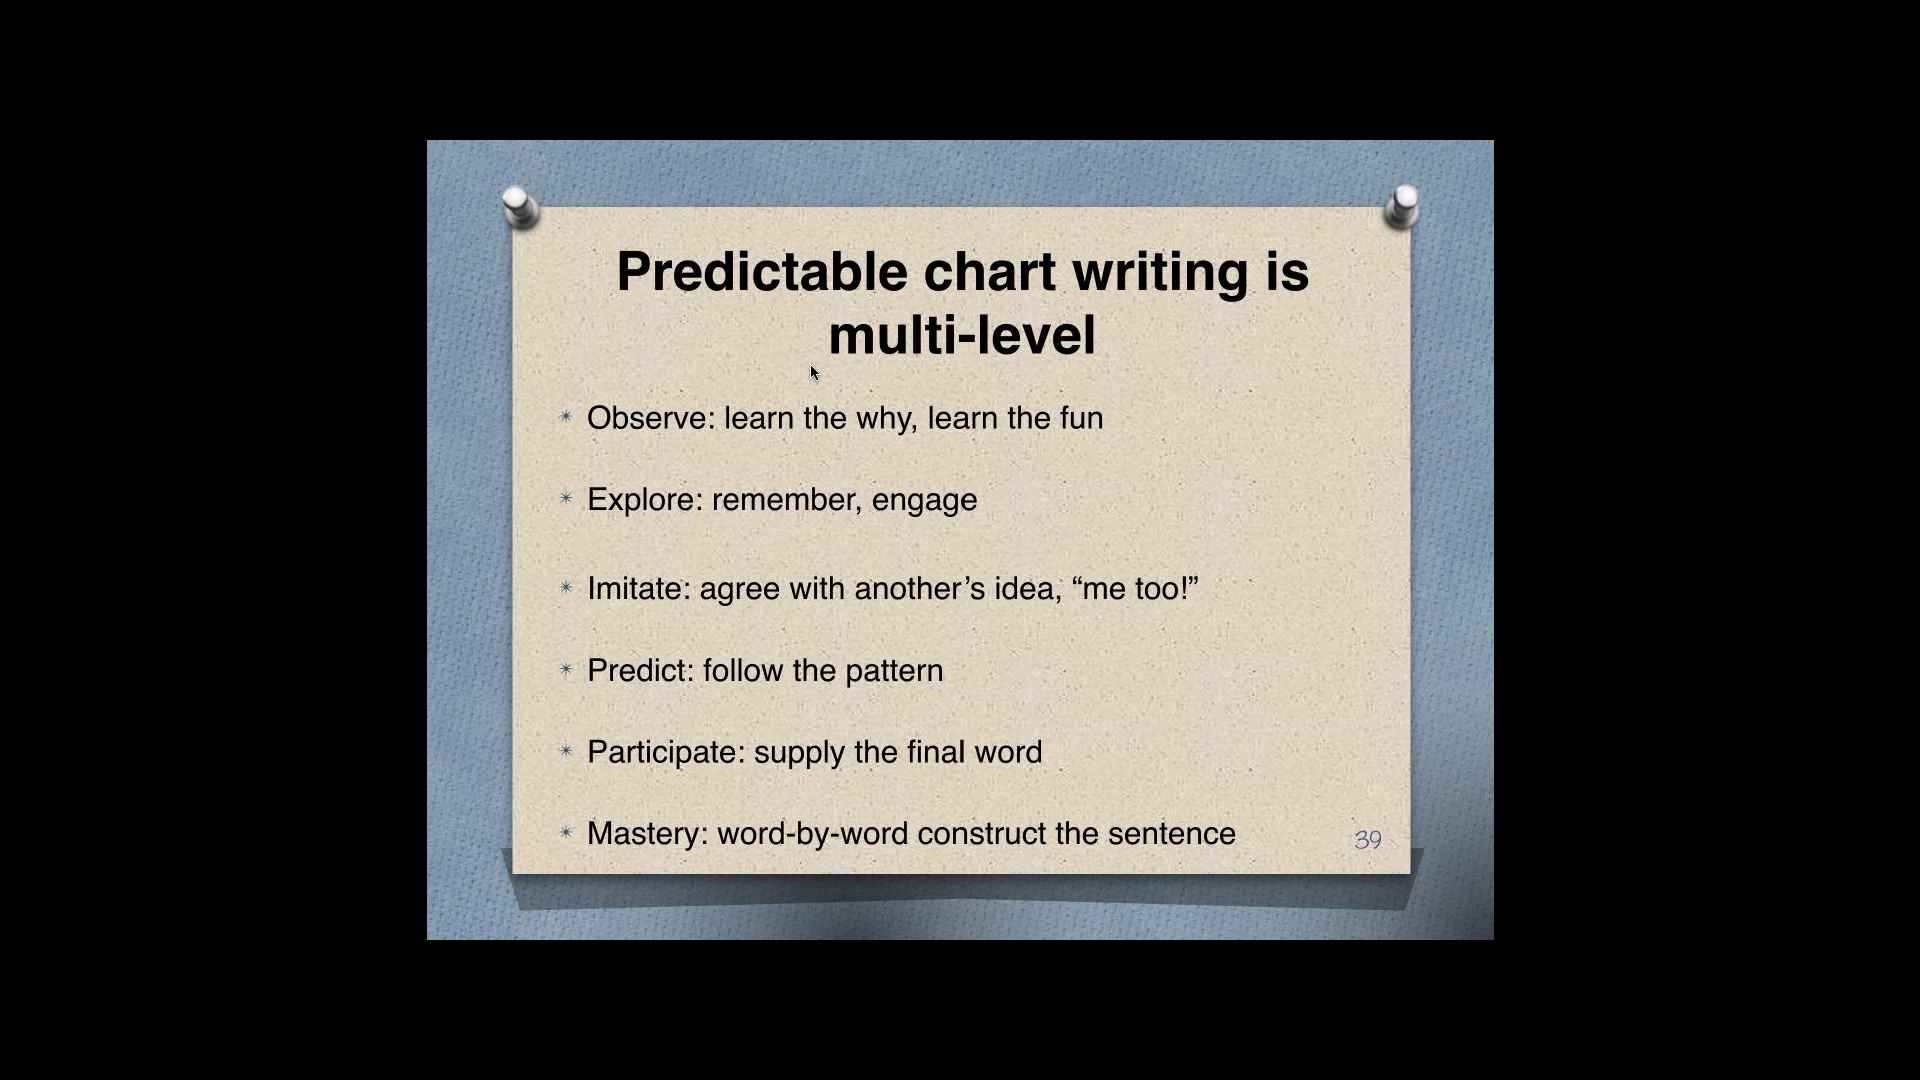 Predictable chart writing is
multi-level
Observe: learn the why, learn the fun
Explore: remember, engage
Imitate: agree with another’s idea, “me too!”
Predict: follow the pattern
Participate: supply the final word
Mastery: word-by-word construct the sentence
39